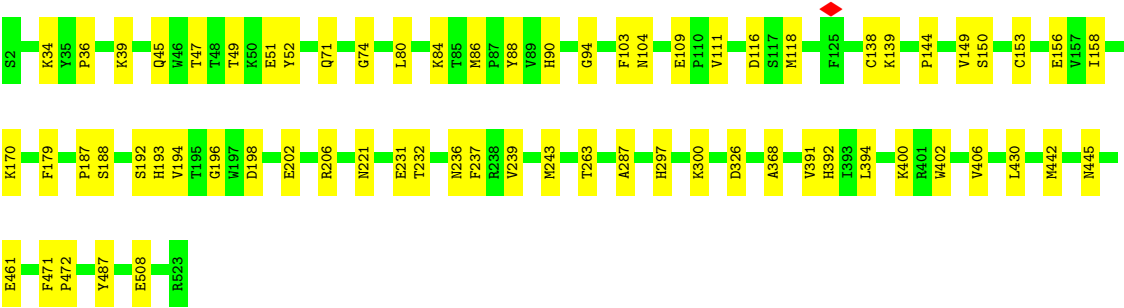 S2 K34 Y35 P36 K39 Q45 W46 T47 T48 T49 K50 E51 Y52 Q71 G74 L80 K84 T85 M86 P87 Y88 V89 H90 G94 F103 N104 E109 P110 V111 D116 S117 M118 F125 C138 K139 P144 V149 S150 C153 E156 V157 I158
K170 F179 P187 S188 S192 H193 V194 T195 G196 W197 D198 E202 R206 N221 E231 T232 N236 F237 R238 V239 M243 T263 A287 H297 K300 D326 A368 V391 H392 I393 L394 K400 R401 W402 V406 L430 M442 N445
E461 F471 P472 Y487 E508 R523